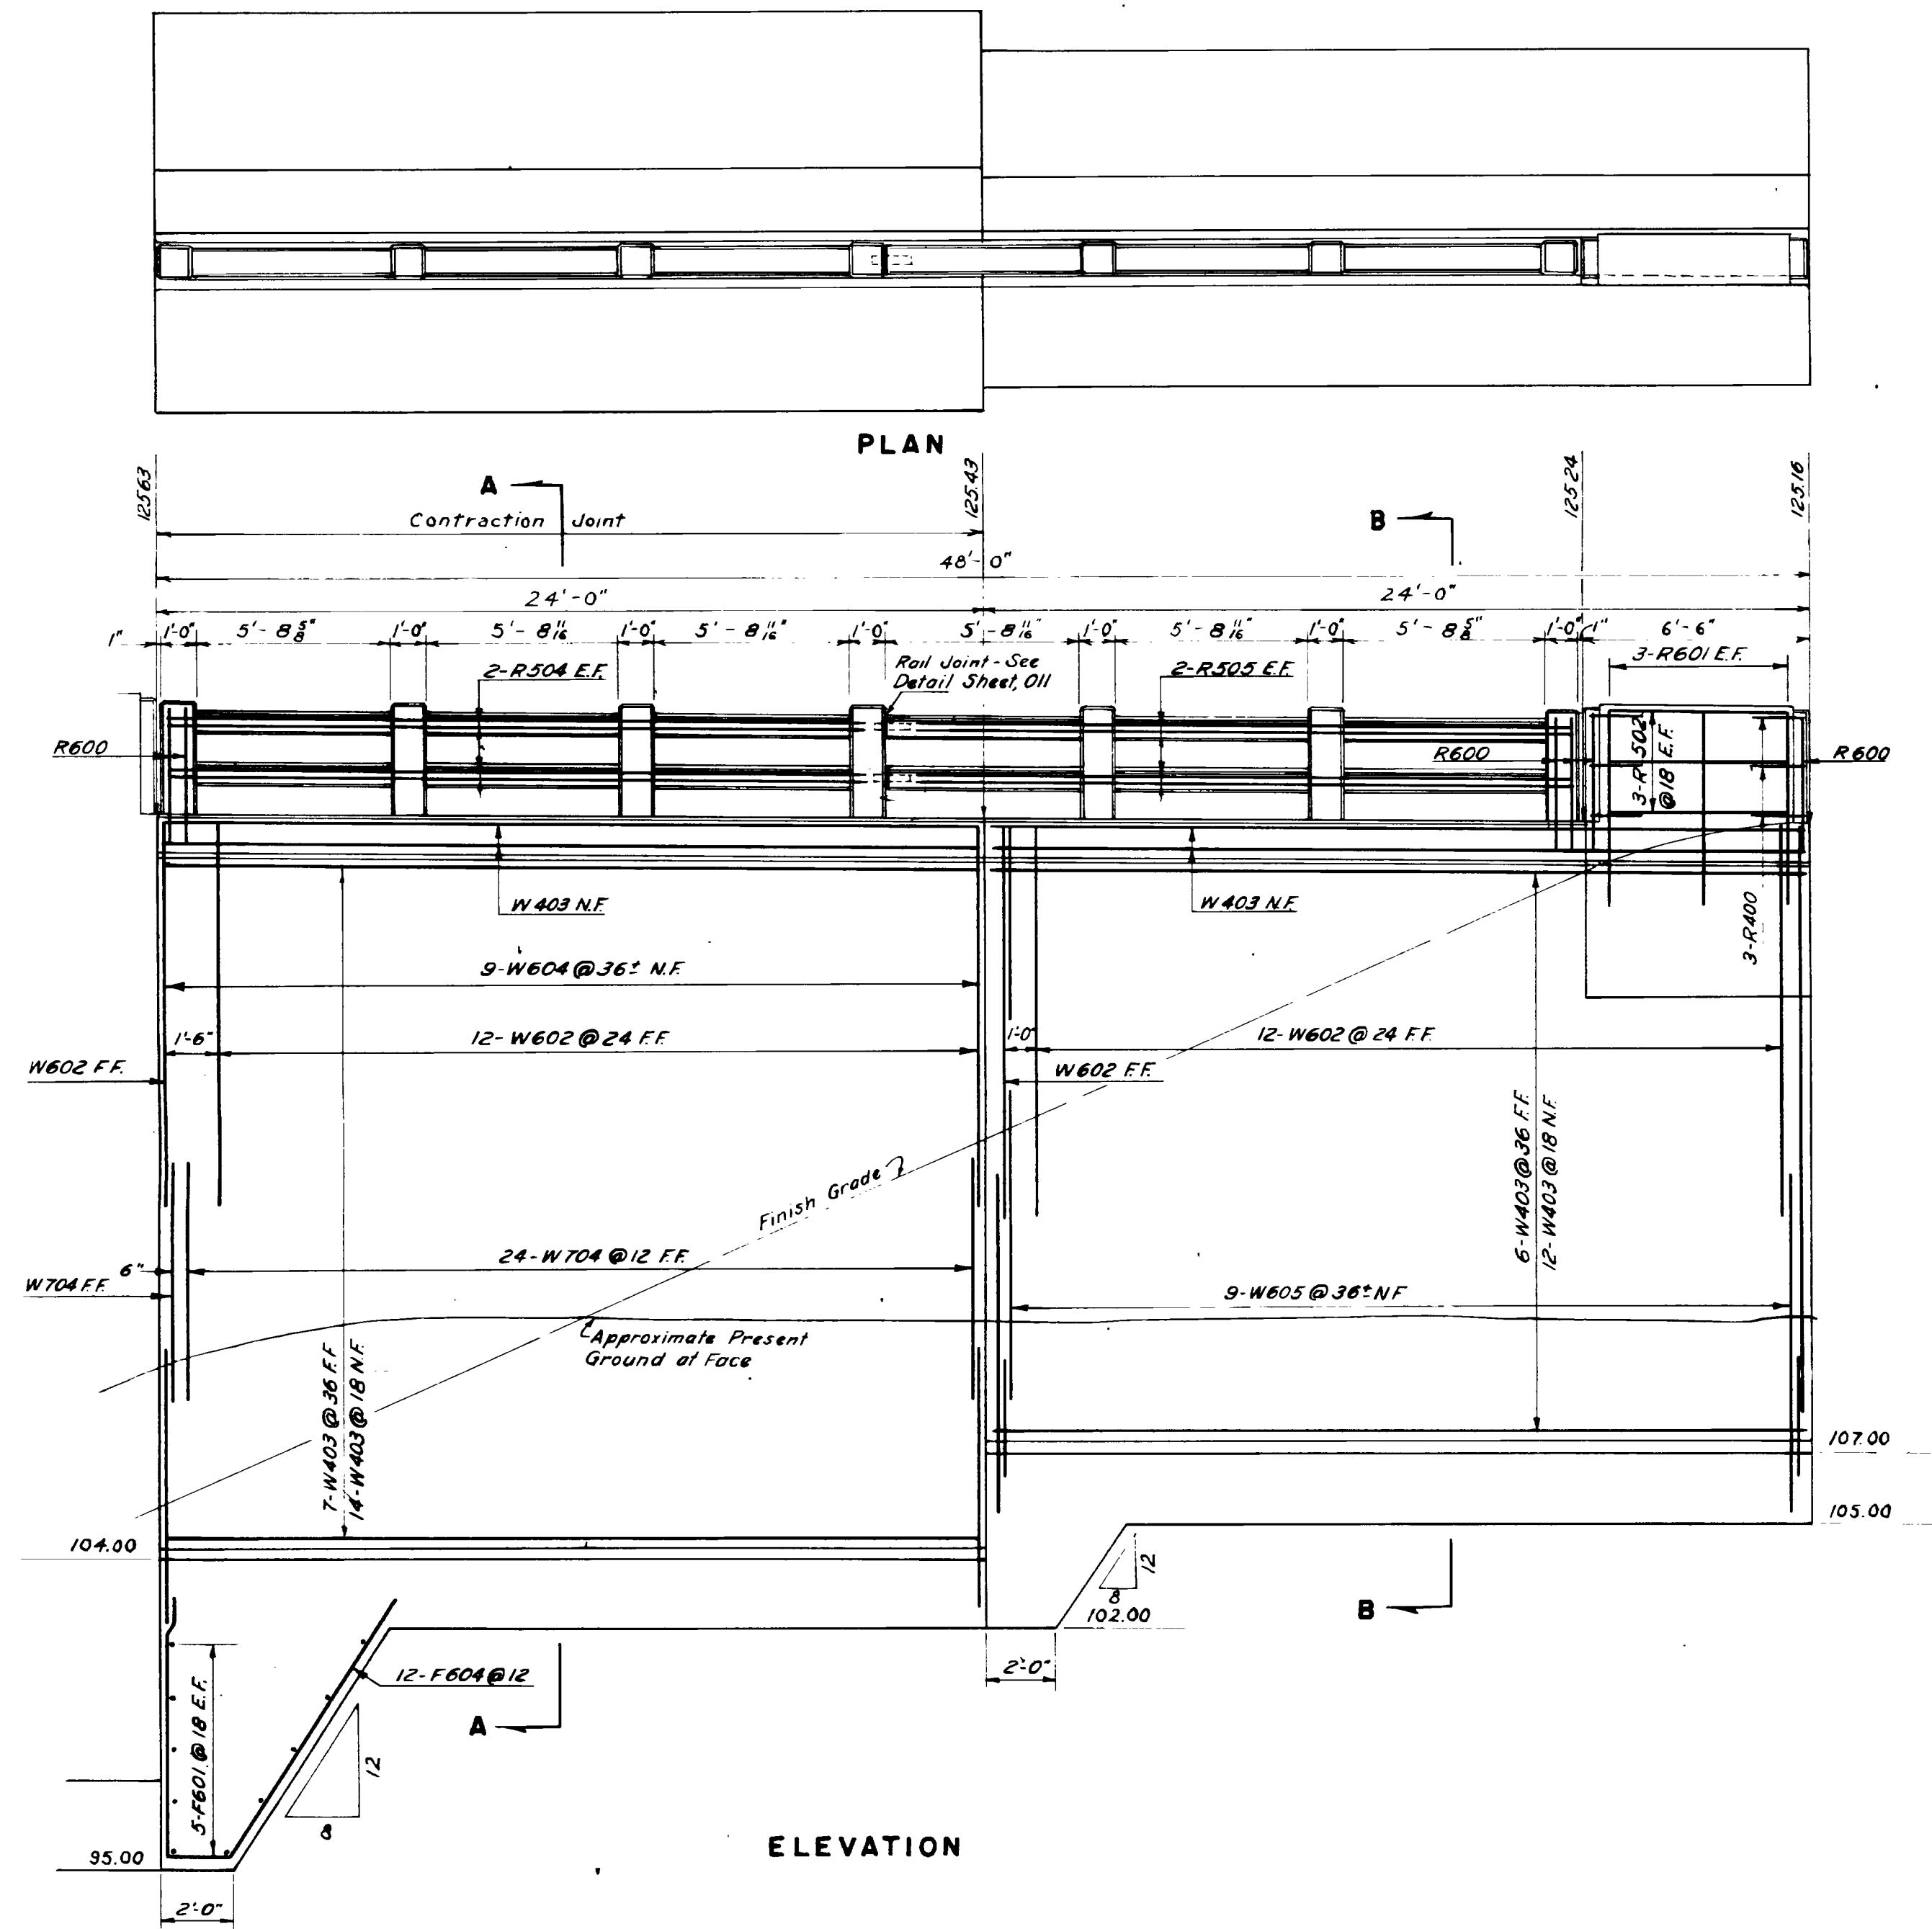 PLAN
125.63
A
125.43
B
125.24
125.16
Contraction Joint
48'-0"
24'-0"
24'-0"
1"
1'-0"
5'-8 5/8"
1'-0"
5'-8 11/16"
1'-0"
5'-8 11/16"
1'-0"
5'-8 11/16"
1'-0"
5'-8 11/16"
1'-0"
5'-8 5/8"
1'-0"
1"
6'-6"
3-R601 E.F.
2-R504 E.F.
Rail Joint-See
Detail Sheet, 011
2-R505 E.F.
R600
R600
3-R502
@18 E.F.
R600
W403 N.F.
W403 N.F.
3-R400
9-W604@36± N.F.
1'-6"
12-W602@24 F.F.
1'-0"
12-W602@24 F.F.
W602 F.F.
W602 F.F.
6-W403@36 F.F.
12-W403@18 N.F.
Finish Grade
24-W704@12 F.F.
6"
W704 F.F.
9-W605@36± N.F.
Approximate Present
Ground at Face
7-W403@36 F.F.
14-W403@18 N.F.
107.00
105.00
104.00
12
8
102.00
B
2'-0"
12-F604@12
5-F601 @ 18 E.F.
A
12
8
ELEVATION
95.00
2'-0"